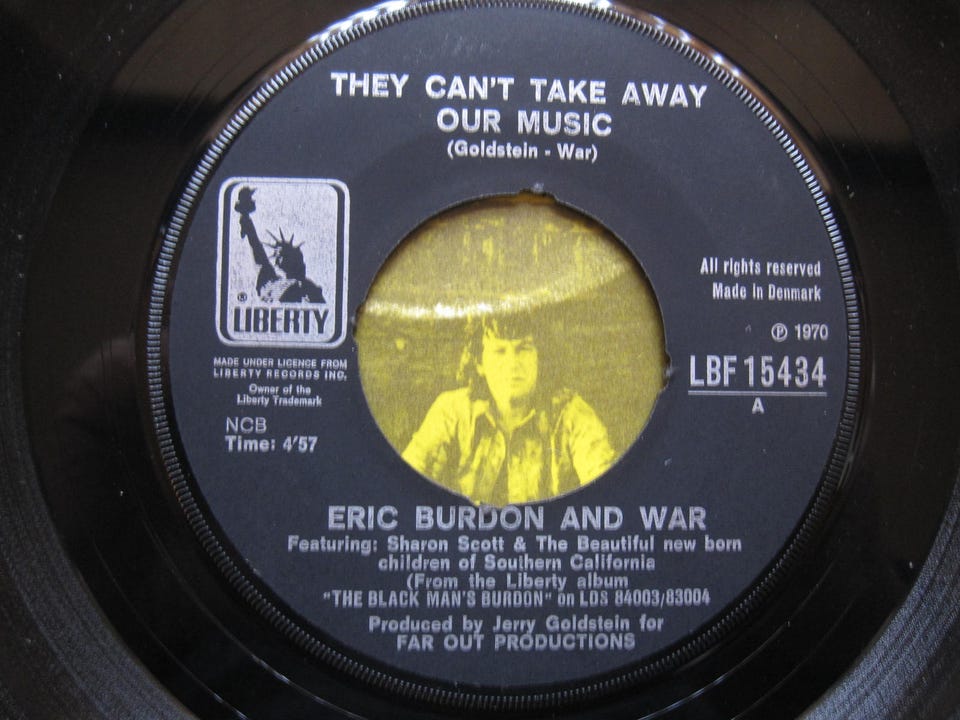 THEY CAN'T TAKE AWAY
OUR MUSIC
(Goldstein - War)
® LIBERTY
MADE UNDER LICENCE FROM
LIBERTY RECORDS INC.
Owner of the
Liberty Trademark
NCB
Time: 4'57
All rights reserved
Made in Denmark
℗ 1970
LBF 15434
A
ERIC BURDON AND WAR
Featuring: Sharon Scott & The Beautiful new born
children of Southern California
(From the Liberty album
"THE BLACK MAN'S BURDON" on LDS 84003/83004
Produced by Jerry Goldstein for
FAR OUT PRODUCTIONS